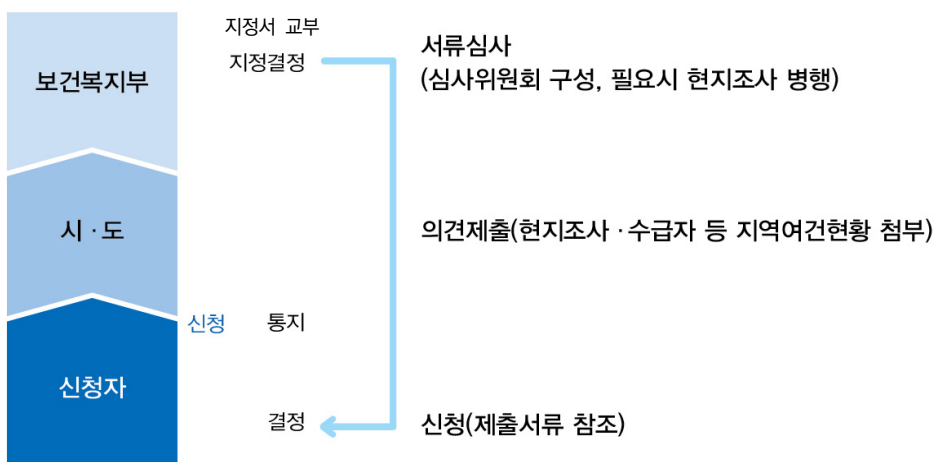 지정서 교부
지정결정
서류심사
(심사위원회 구성, 필요시 현지조사 병행)
보건복지부
시·도
의견제출(현지조사·수급자 등 지역여건현황 첨부)
신청 통지
신청자
결정
신청(제출서류 참조)